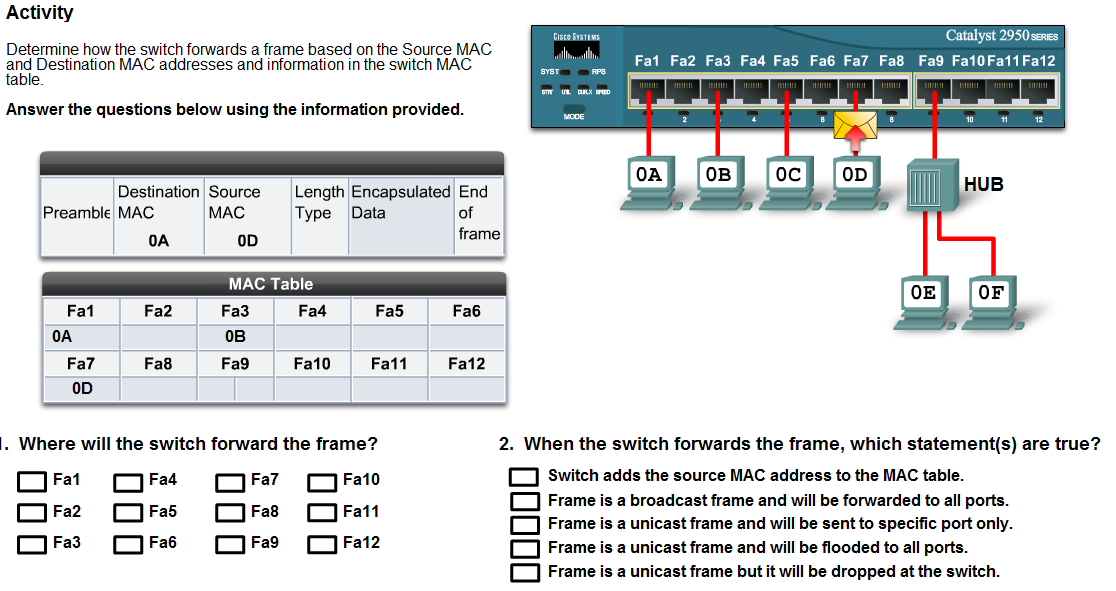 Activity
Determine how the switch forwards a frame based on the Source MAC
and Destination MAC addresses and information in the switch MAC
table.
Answer the questions below using the information provided.
Cisco Systems
Catalyst 2950 SERIES
Fa1 Fa2 Fa3 Fa4 Fa5 Fa6 Fa7 Fa8 Fa9 Fa10 Fa11 Fa12
SYST RPS
STAT UTIL DUPLX SPEED
MODE
2 4 6 8 10 11 12
0A 0B 0C 0D
HUB
0E 0F
Preamble
Destination MAC
0A
Source MAC
0D
Length Type
Encapsulated Data
End of frame
MAC Table
Fa1 Fa2 Fa3 Fa4 Fa5 Fa6
0A 0B
Fa7 Fa8 Fa9 Fa10 Fa11 Fa12
0D
. Where will the switch forward the frame?
Fa1 Fa4 Fa7 Fa10
Fa2 Fa5 Fa8 Fa11
Fa3 Fa6 Fa9 Fa12
2. When the switch forwards the frame, which statement(s) are true?
Switch adds the source MAC address to the MAC table.
Frame is a broadcast frame and will be forwarded to all ports.
Frame is a unicast frame and will be sent to specific port only.
Frame is a unicast frame and will be flooded to all ports.
Frame is a unicast frame but it will be dropped at the switch.